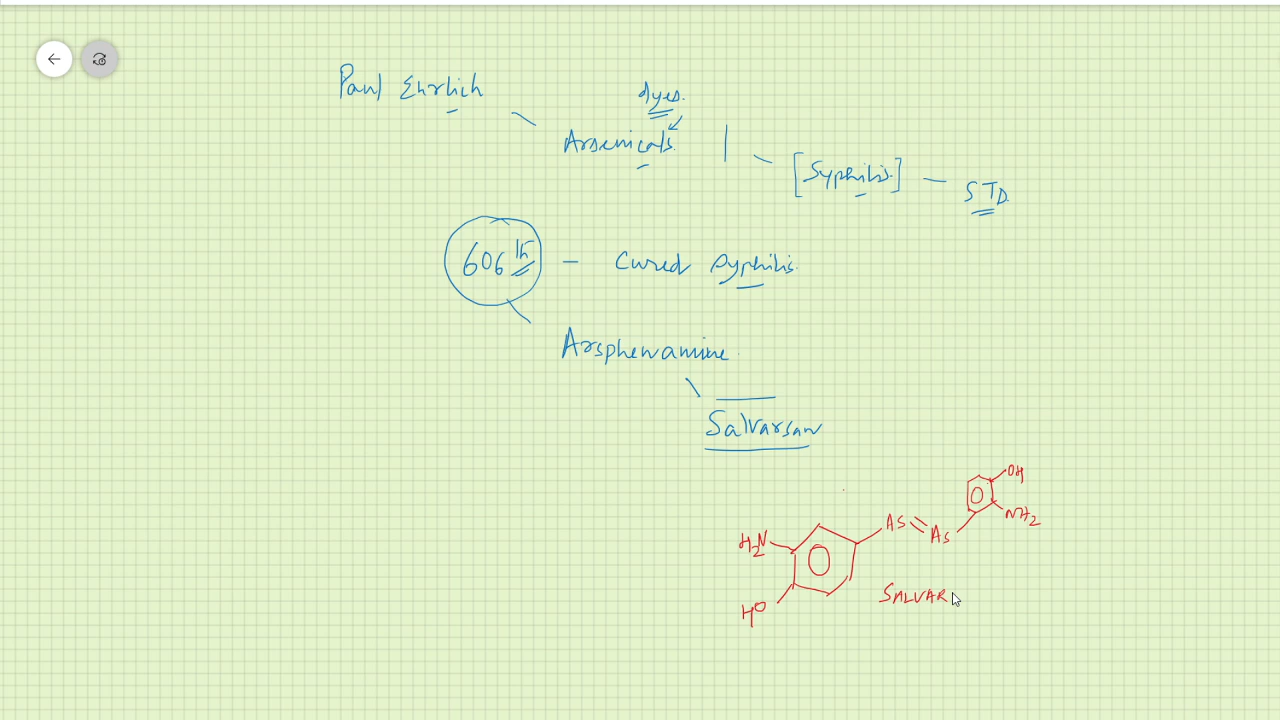 Paul Ehrlich
dyes.
Arsenicals.
[Syphilis.] — STD
606th — Cured Syphilis.
Arsphenamine.
Salvarsan
OH
NH2
As = As
H2N
HO
SALVAR